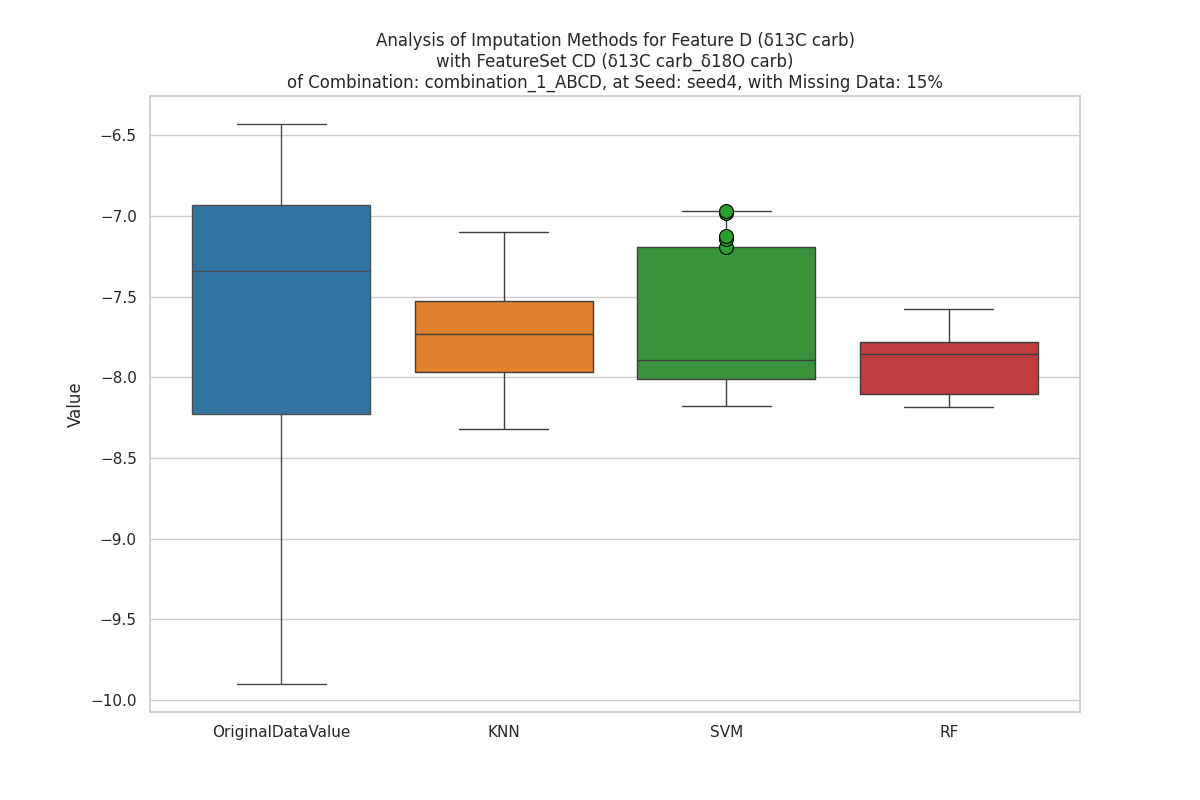 Analysis of Imputation Methods for Feature D (δ13C carb)
with FeatureSet CD (δ13C carb_δ18O carb)
of Combination: combination_1_ABCD, at Seed: seed4, with Missing Data: 15%
−6.5
−7.0
−7.5
−8.0
−8.5
−9.0
−9.5
−10.0
Value
OriginalDataValue
KNN
SVM
RF